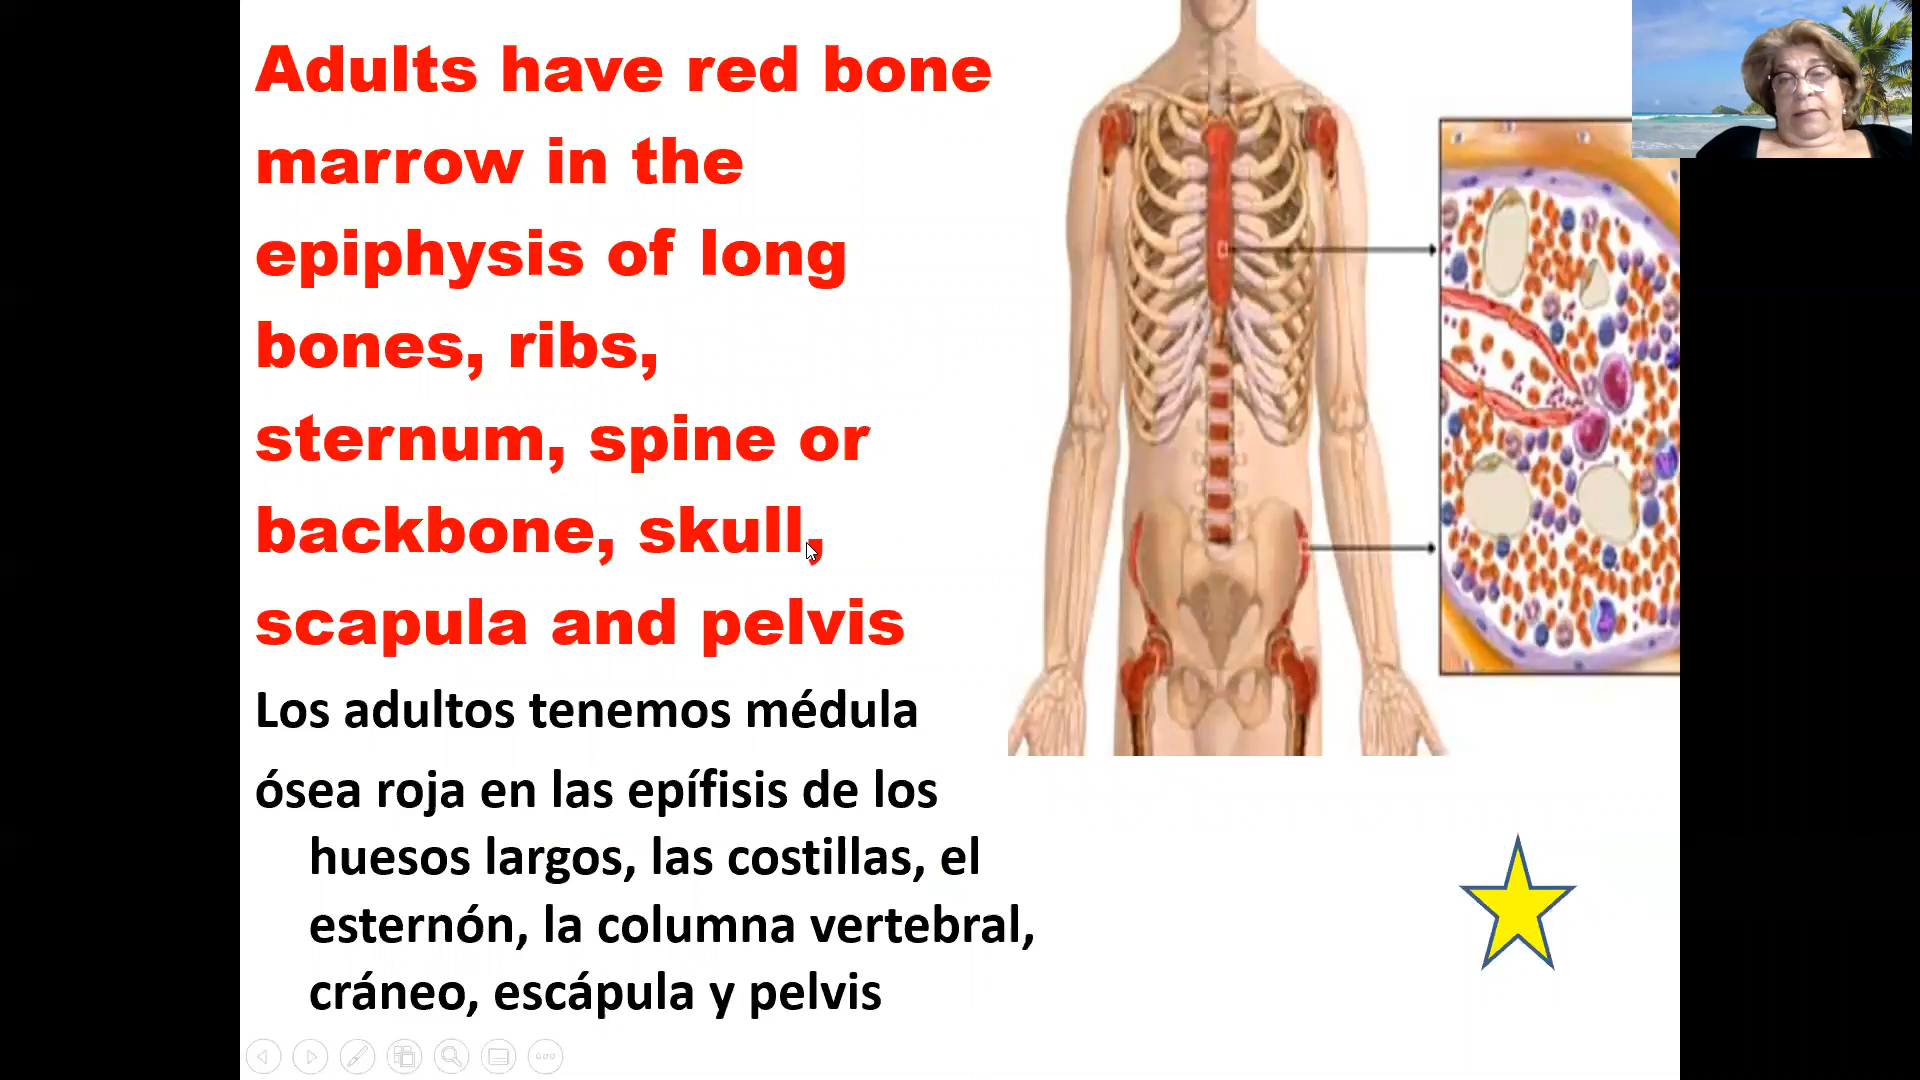 Adults have red bone
marrow in the
epiphysis of long
bones, ribs,
sternum, spine or
backbone, skull,
scapula and pelvis
Los adultos tenemos médula
ósea roja en las epífisis de los
huesos largos, las costillas, el
esternón, la columna vertebral,
cráneo, escápula y pelvis